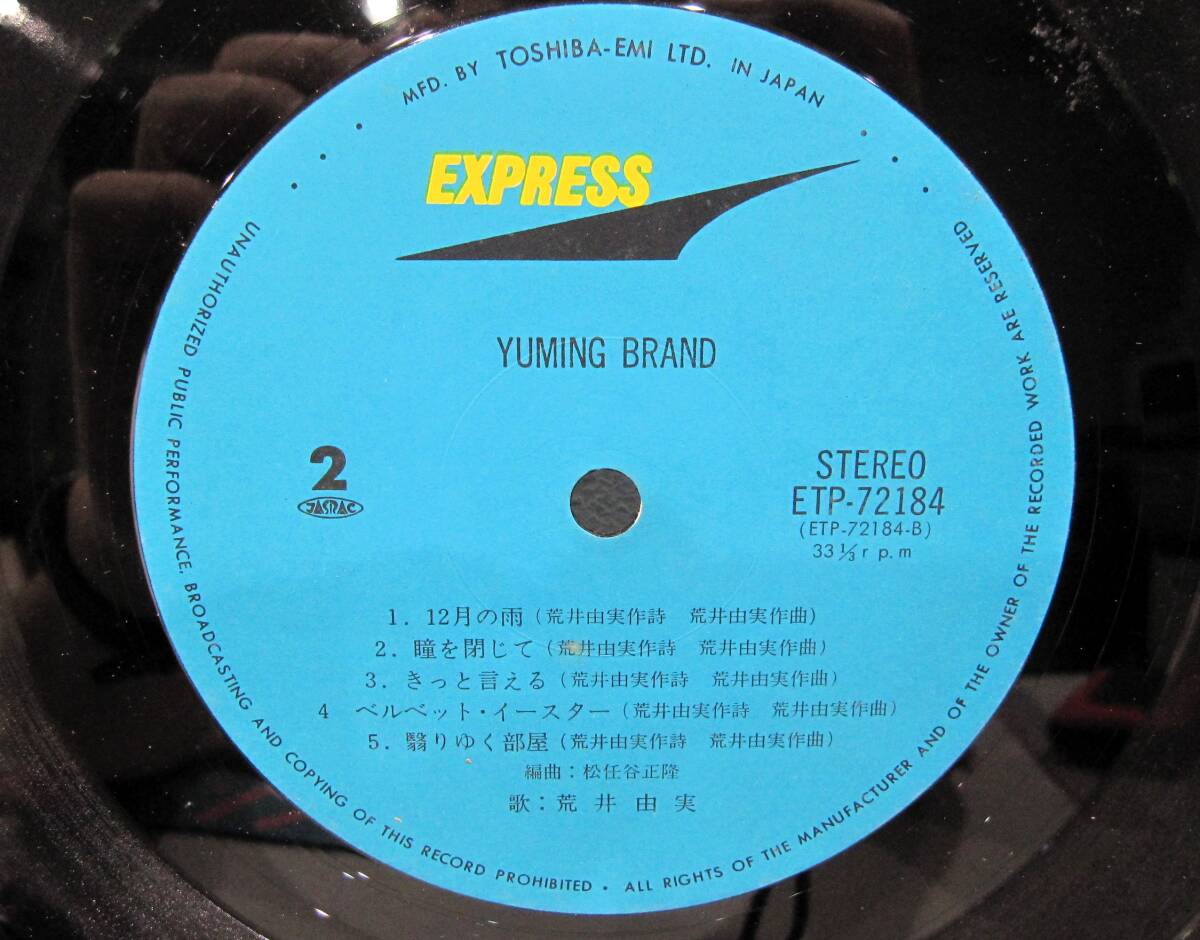 MFD. BY TOSHIBA-EMI LTD. IN JAPAN
EXPRESS
YUMING BRAND
2
JASRAC
STEREO
ETP-72184
(ETP-72184-B)
33 1/3 r p.m
1. 12月の雨 (荒井由実作詩 荒井由実作曲)
2. 瞳を閉じて (荒井由実作詩 荒井由実作曲)
3. きっと言える (荒井由実作詩 荒井由実作曲)
4 ベルベット・イースター (荒井由実作詩 荒井由実作曲)
5. 翳りゆく部屋 (荒井由実作詩 荒井由実作曲)
編曲:松任谷正隆
歌:荒井由実
UNAUTHORIZED PUBLIC PERFORMANCE, BROADCASTING AND COPYING OF THIS RECORD PROHIBITED • ALL RIGHTS OF THE MANUFACTURER AND OF THE OWNER OF THE RECORDED WORK ARE RESERVED